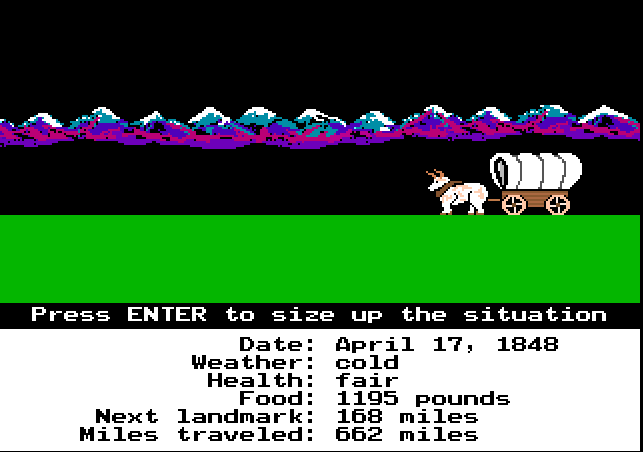 Press ENTER to size up the situation
Date: April 17, 1848
Weather: cold
Health: fair
Food: 1195 pounds
Next landmark: 168 miles
Miles traveled: 662 miles